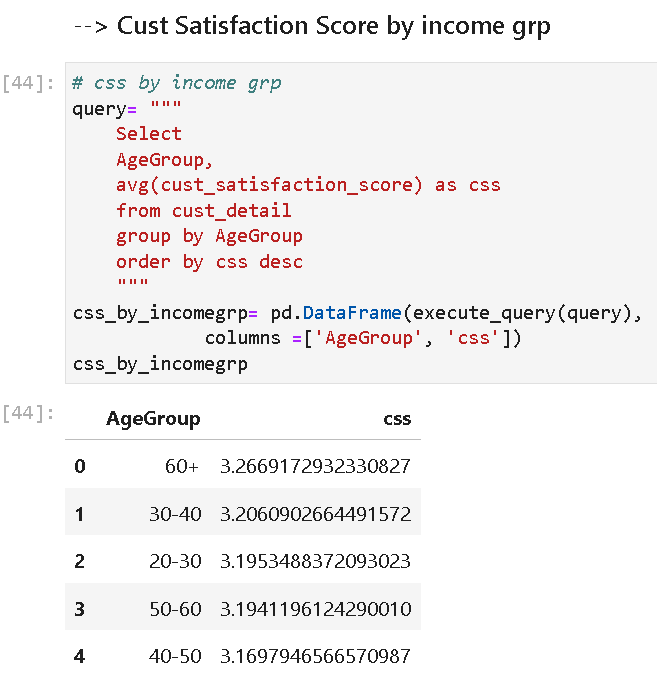 --> Cust Satisfaction Score by income grp
[44]: # css by income grp
query= """
Select
AgeGroup,
avg(cust_satisfaction_score) as css
from cust_detail
group by AgeGroup
order by css desc
"""
css_by_incomegrp= pd.DataFrame(execute_query(query),
columns =['AgeGroup', 'css'])
css_by_incomegrp
[44]:
AgeGroup css
0 60+ 3.2669172932330827
1 30-40 3.2060902664491572
2 20-30 3.1953488372093023
3 50-60 3.1941196124290010
4 40-50 3.1697946566570987